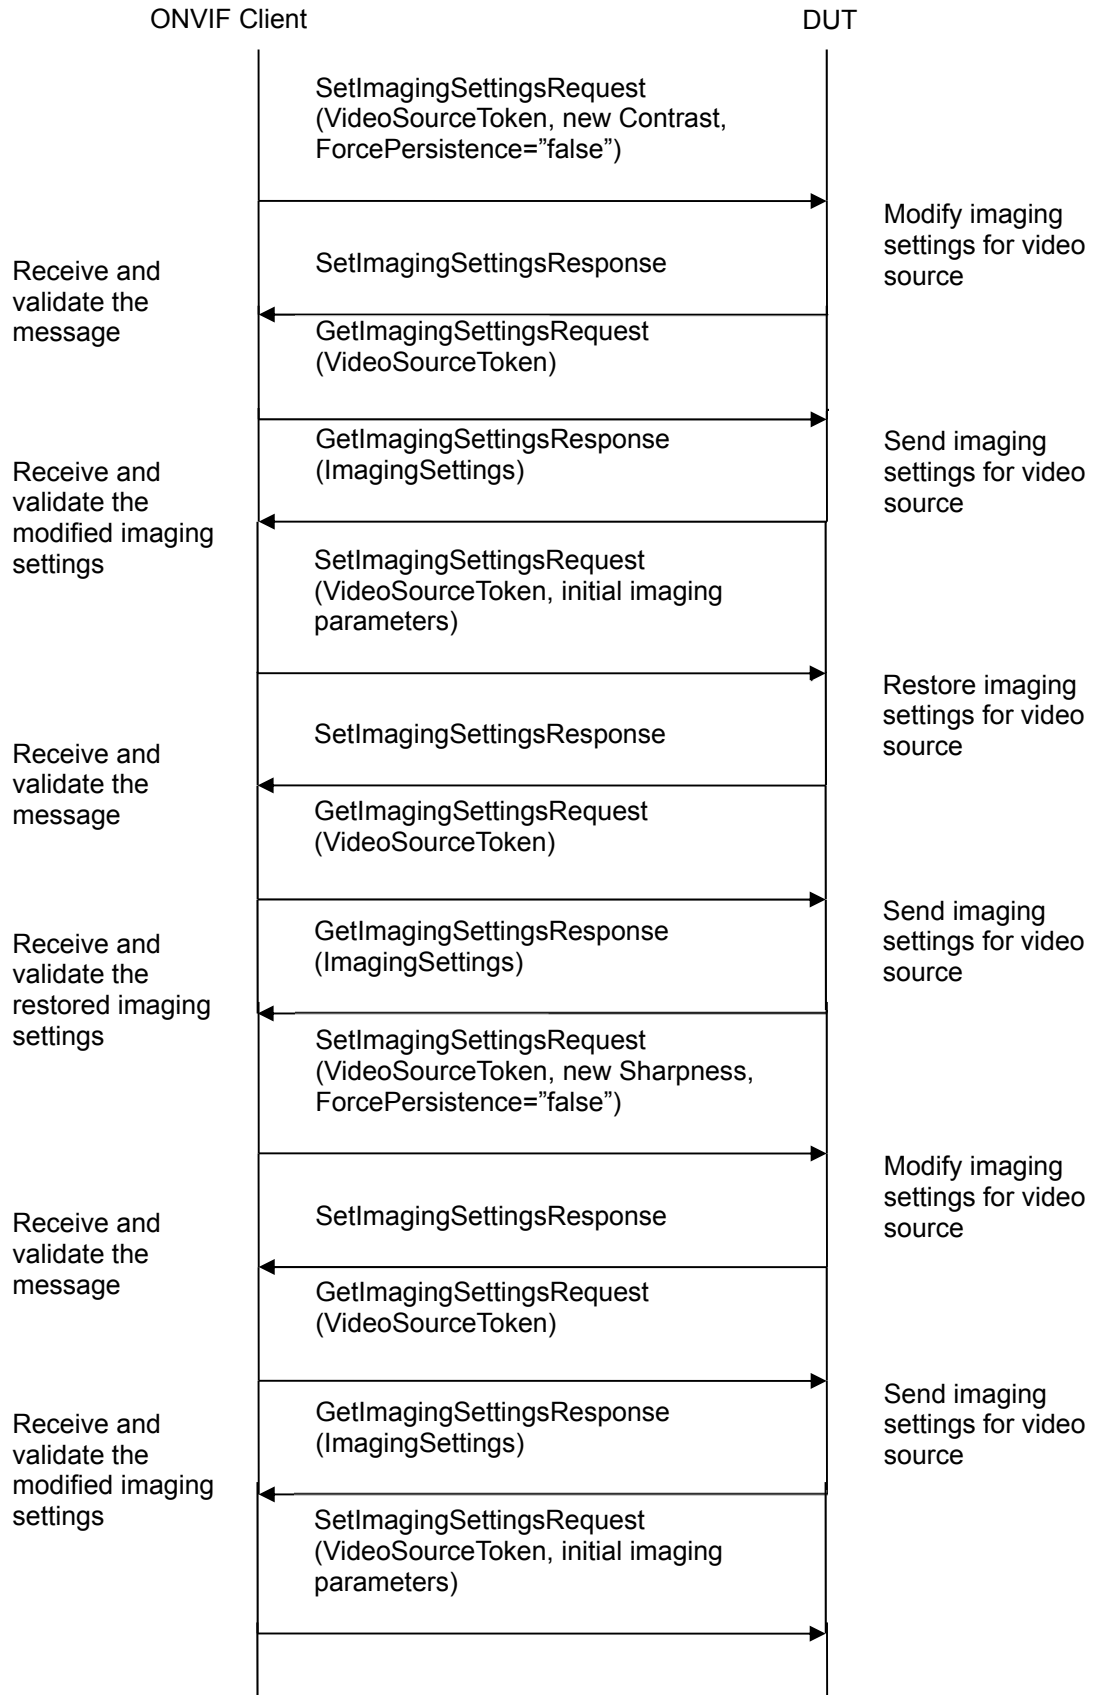 ONVIF Client
DUT
SetImagingSettingsRequest
(VideoSourceToken, new Contrast,
ForcePersistence=”false”)
Modify imaging
settings for video
source
SetImagingSettingsResponse
Receive and
validate the
message
GetImagingSettingsRequest
(VideoSourceToken)
GetImagingSettingsResponse
(ImagingSettings)
Send imaging
settings for video
source
Receive and
validate the
modified imaging
settings
SetImagingSettingsRequest
(VideoSourceToken, initial imaging
parameters)
Restore imaging
settings for video
source
SetImagingSettingsResponse
Receive and
validate the
message
GetImagingSettingsRequest
(VideoSourceToken)
Send imaging
settings for video
source
GetImagingSettingsResponse
(ImagingSettings)
Receive and
validate the
restored imaging
settings
SetImagingSettingsRequest
(VideoSourceToken, new Sharpness,
ForcePersistence=”false”)
Modify imaging
settings for video
source
SetImagingSettingsResponse
Receive and
validate the
message
GetImagingSettingsRequest
(VideoSourceToken)
Send imaging
settings for video
source
GetImagingSettingsResponse
(ImagingSettings)
Receive and
validate the
modified imaging
settings
SetImagingSettingsRequest
(VideoSourceToken, initial imaging
parameters)